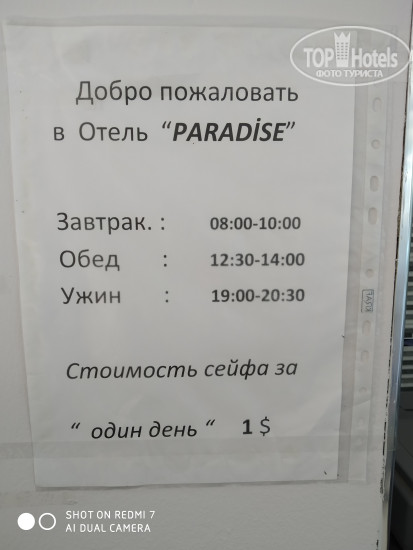 TOP Hotels
ФОТО ТУРИСТА
Добро пожаловать
в Отель “PARADİSE”
Завтрак. : 08:00-10:00
Обед : 12:30-14:00
Ужин : 19:00-20:30
Стоимость сейфа за
“ один день “ 1 $
SHOT ON REDMI 7
AI DUAL CAMERA